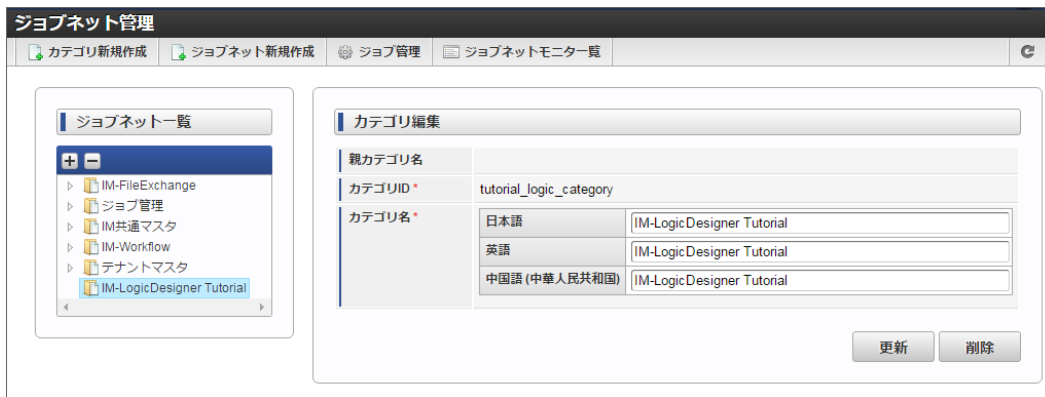 ジョブネット管理
カテゴリ新規作成 ジョブネット新規作成 ジョブ管理 ジョブネットモニタ一覧
ジョブネット一覧
IM-FileExchange
ジョブ管理
IM共通マスタ
IM-Workflow
テナントマスタ
IM-LogicDesigner Tutorial
カテゴリ編集
親カテゴリ名
カテゴリID * tutorial_logic_category
カテゴリ名 *
日本語 IM-LogicDesigner Tutorial
英語 IM-LogicDesigner Tutorial
中国語 (中華人民共和国) IM-LogicDesigner Tutorial
更新 削除